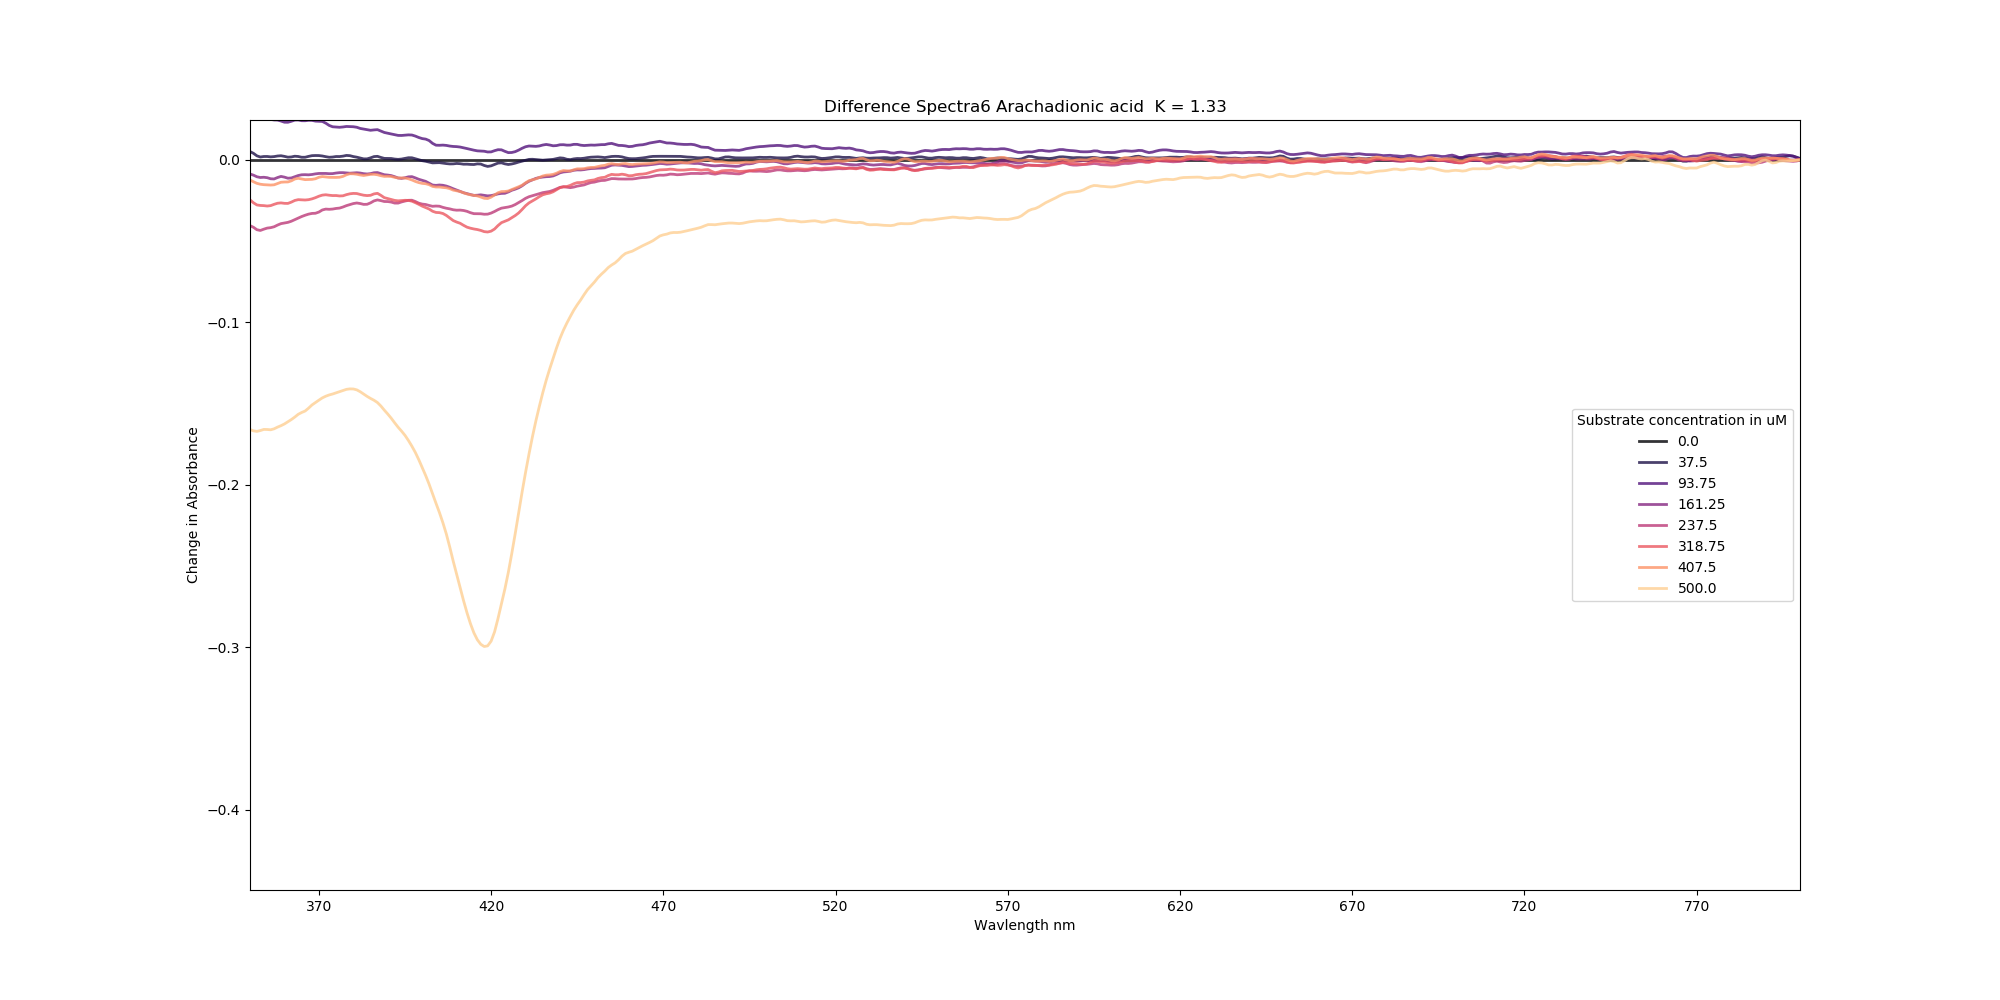 Difference Spectra6 Arachadionic acid  K = 1.33
0.0
−0.1
−0.2
−0.3
−0.4
Change in Absorbance
Substrate concentration in uM
0.0
37.5
93.75
161.25
237.5
318.75
407.5
500.0
370 420 470 520 570 620 670 720 770
Wavlength nm